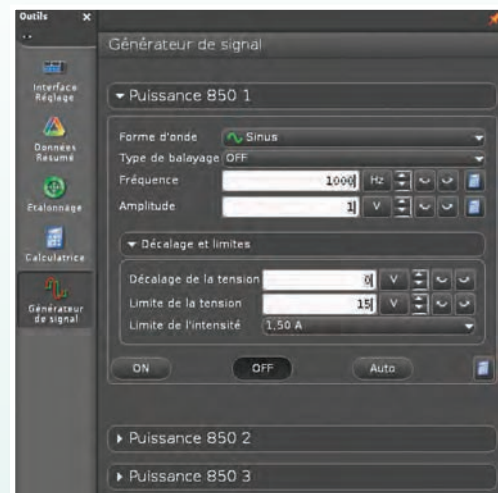 Outils ×
Interface
Réglage
Données
Résumé
Etalonnage
Calculatrice
Générateur
de signal
Générateur de signal
Puissance 850 1
Forme d'onde Sinus
Type de balayage OFF
Fréquence 1000 Hz
Amplitude 1 V
Décalage et limites
Décalage de la tension 0 V
Limite de la tension 15 V
Limite de l'intensité 1,50 A
ON OFF Auto
Puissance 850 2
Puissance 850 3